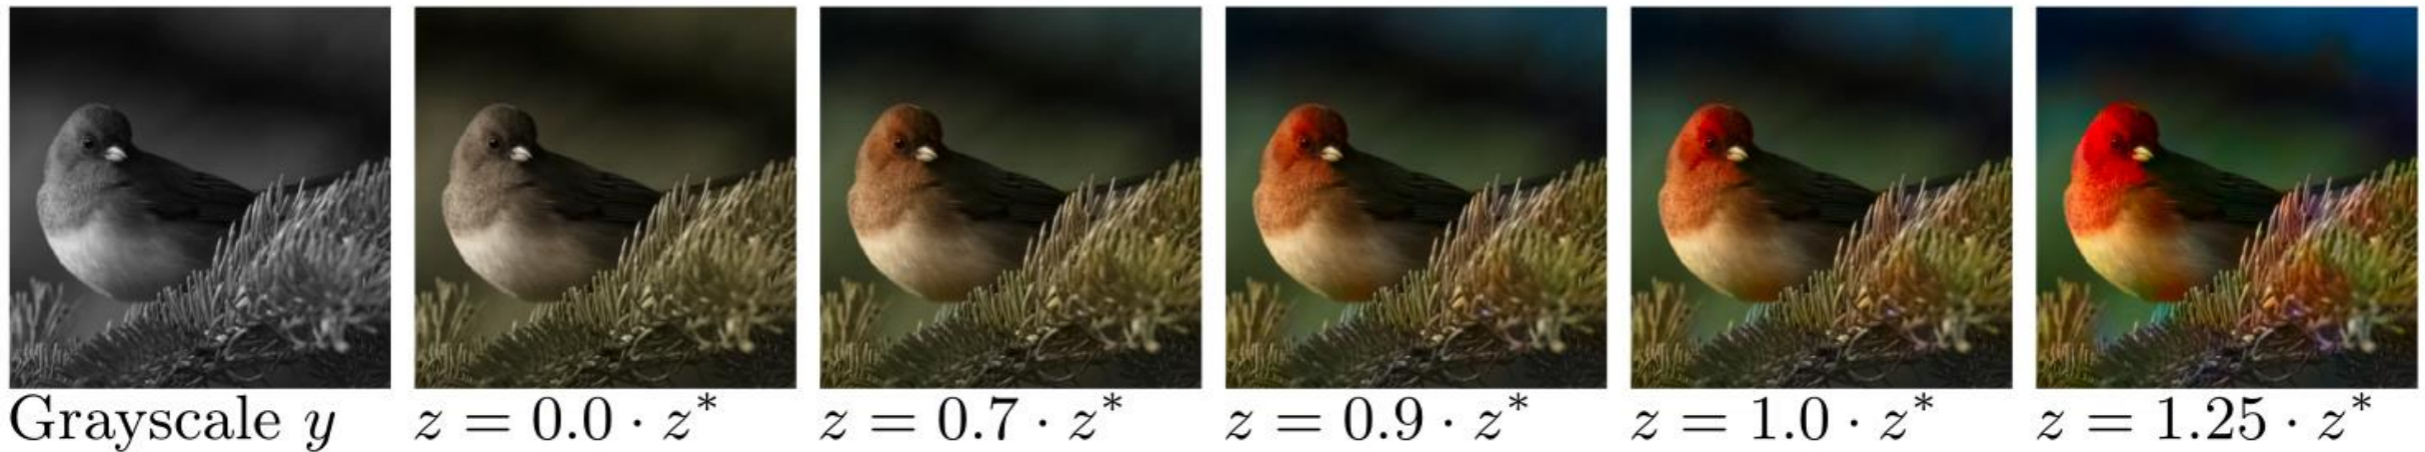 Grayscale y
z = 0.0 · z*
z = 0.7 · z*
z = 0.9 · z*
z = 1.0 · z*
z = 1.25 · z*